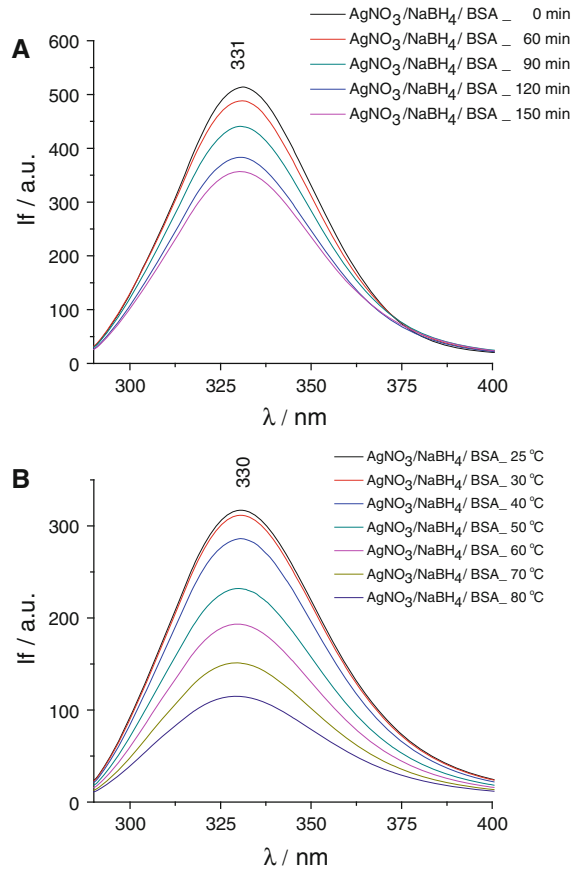 A
AgNO3/NaBH4/ BSA _ 0 min
AgNO3/NaBH4/ BSA _ 60 min
AgNO3/NaBH4/ BSA _ 90 min
AgNO3/NaBH4/ BSA _ 120 min
AgNO3/NaBH4/ BSA _ 150 min
331
If / a.u.
600
500
400
300
200
100
0
300 325 350 375 400
λ / nm
B
AgNO3/NaBH4/ BSA_ 25 °C
AgNO3/NaBH4/ BSA_ 30 °C
AgNO3/NaBH4/ BSA_ 40 °C
AgNO3/NaBH4/ BSA_ 50 °C
AgNO3/NaBH4/ BSA_ 60 °C
AgNO3/NaBH4/ BSA_ 70 °C
AgNO3/NaBH4/ BSA_ 80 °C
330
If / a.u.
300
200
100
0
300 325 350 375 400
λ / nm